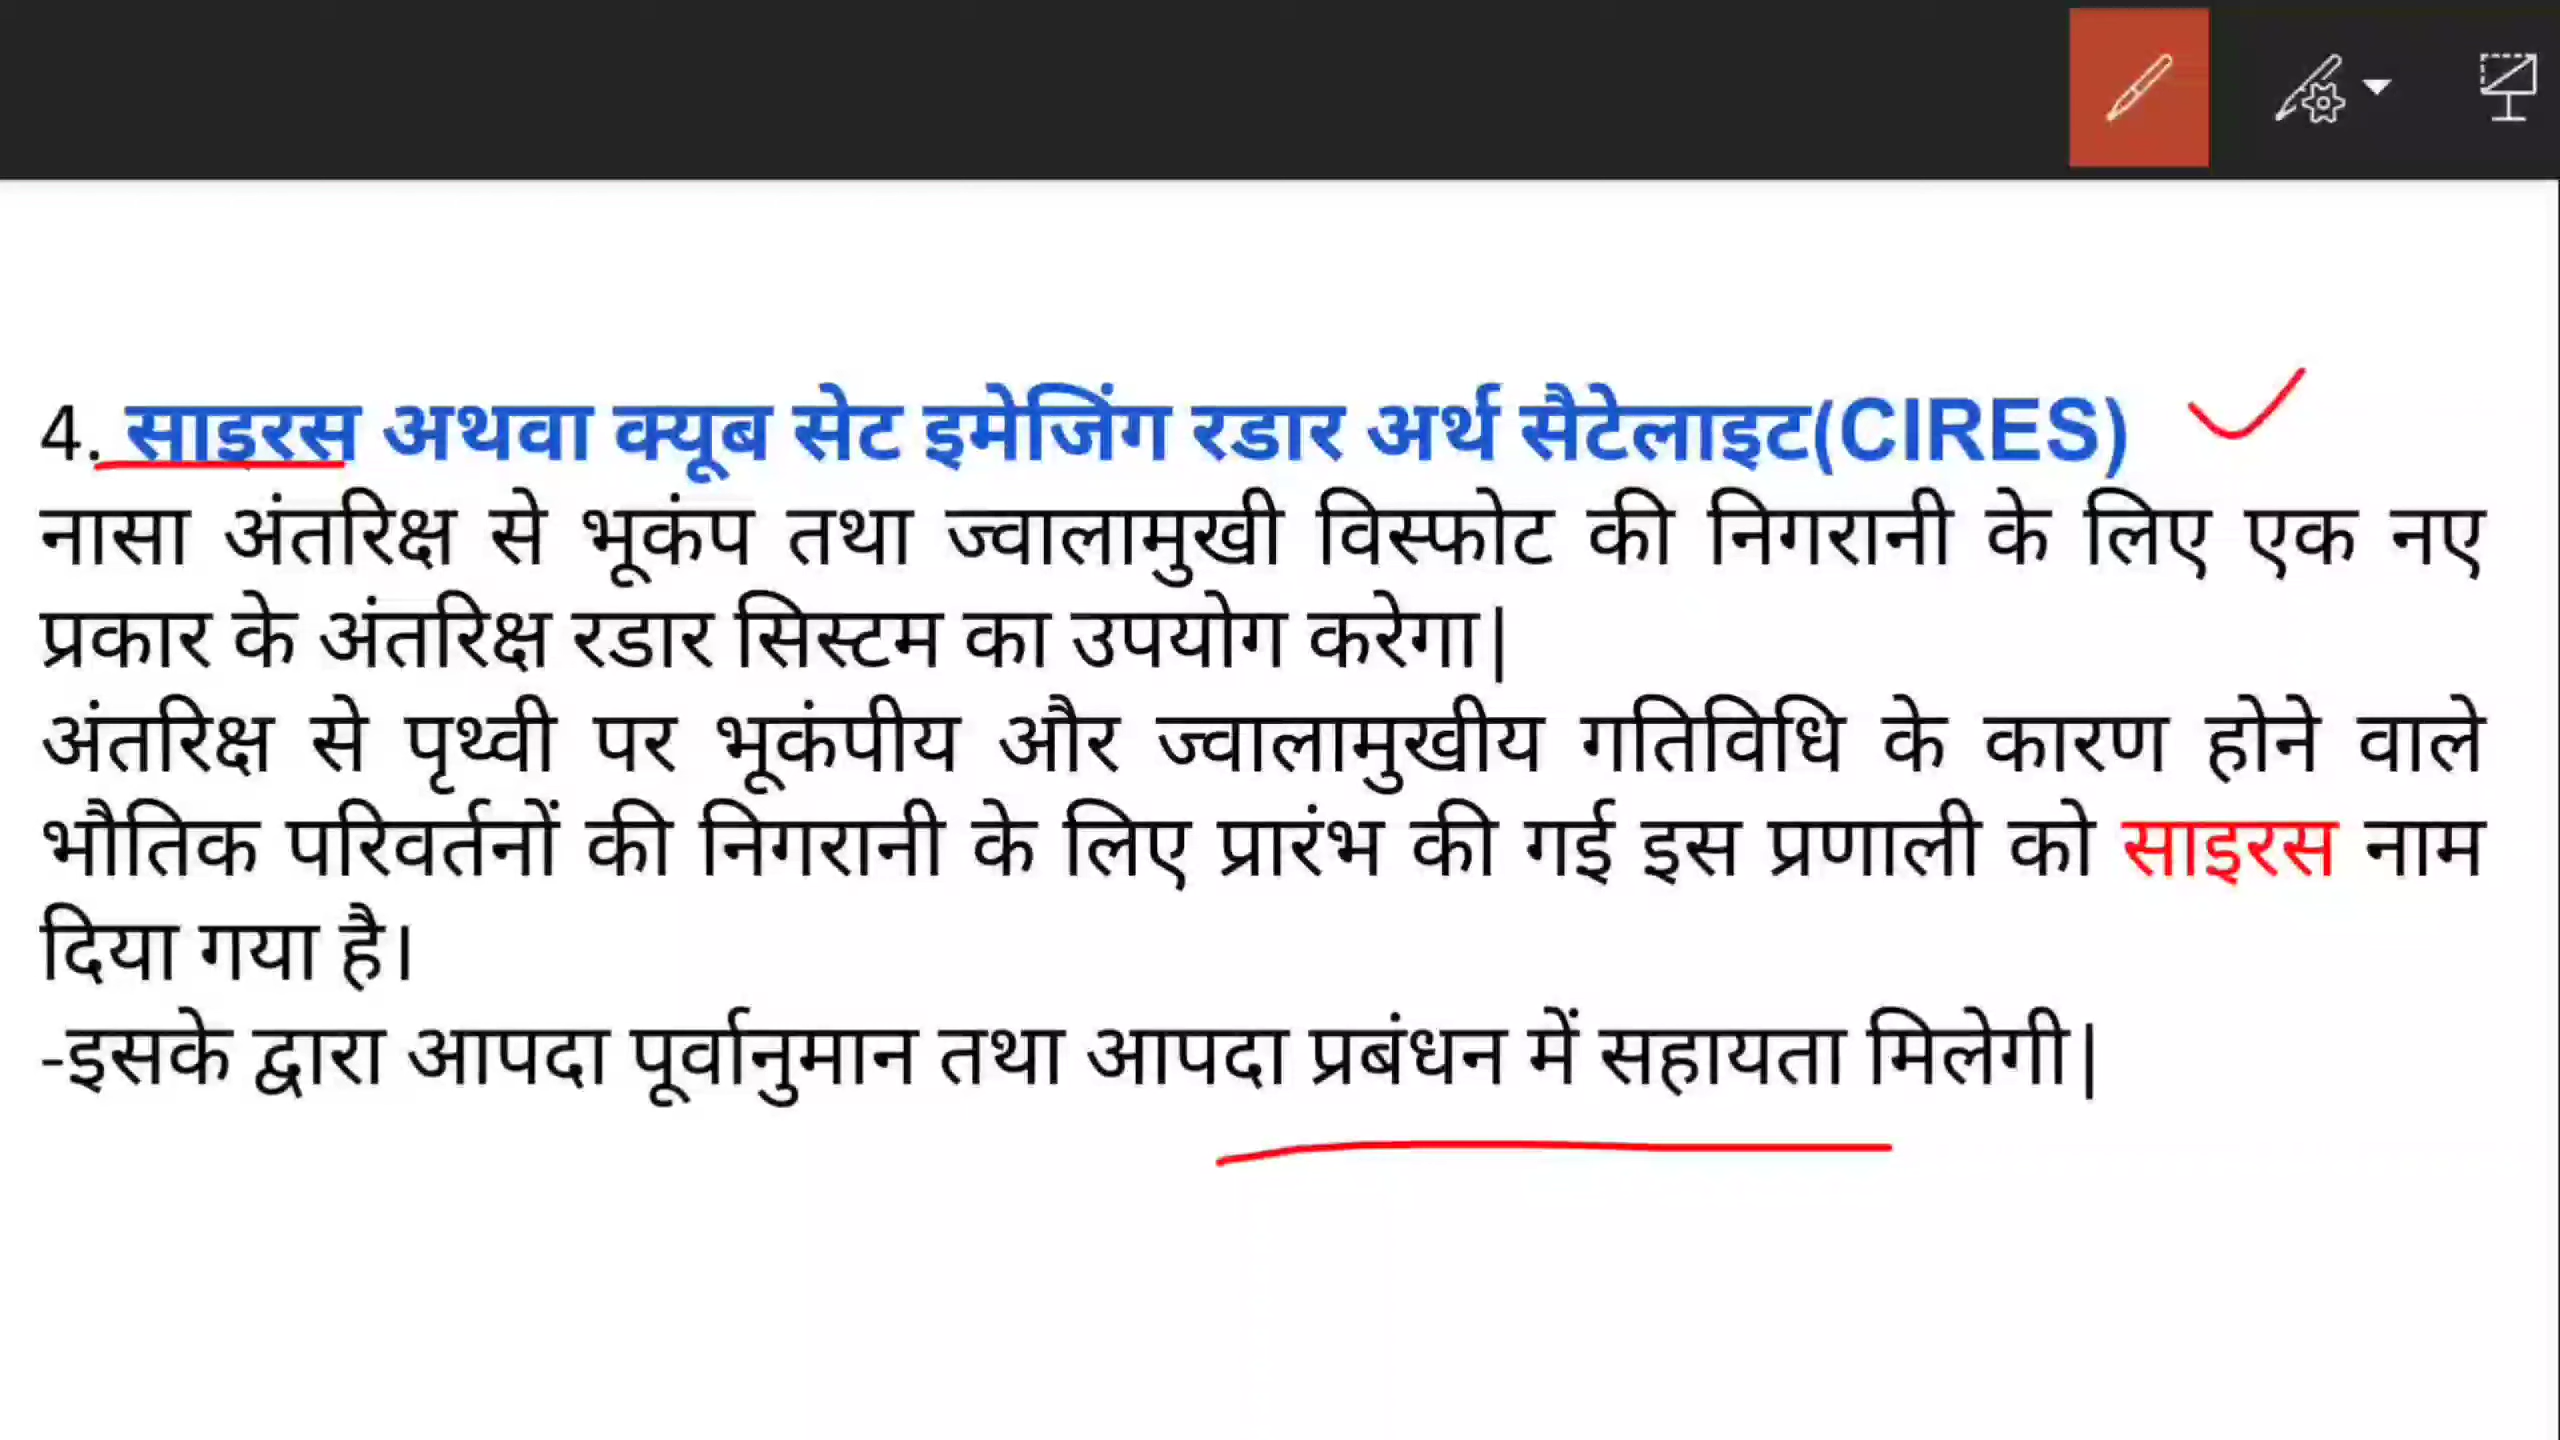 4. साइरस अथवा क्यूब सेट इमेजिंग रडार अर्थ सैटेलाइट(CIRES)
नासा अंतरिक्ष से भूकंप तथा ज्वालामुखी विस्फोट की निगरानी के लिए एक नए
प्रकार के अंतरिक्ष रडार सिस्टम का उपयोग करेगा|
अंतरिक्ष से पृथ्वी पर भूकंपीय और ज्वालामुखीय गतिविधि के कारण होने वाले
भौतिक परिवर्तनों की निगरानी के लिए प्रारंभ की गई इस प्रणाली को साइरस नाम
दिया गया है।
-इसके द्वारा आपदा पूर्वानुमान तथा आपदा प्रबंधन में सहायता मिलेगी|